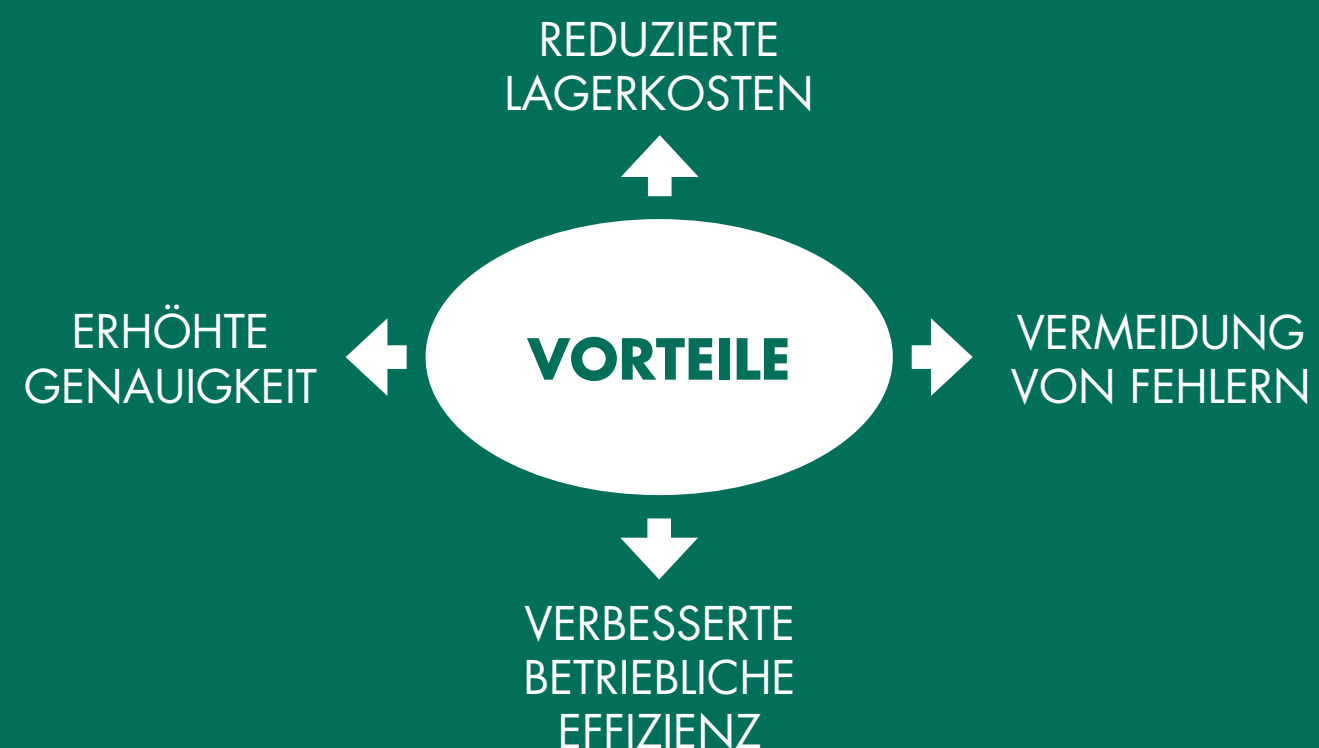 REDUZIERTE
LAGERKOSTEN
ERHÖHTE
GENAUIGKEIT
VORTEILE
VERMEIDUNG
VON FEHLERN
VERBESSERTE
BETRIEBLICHE
EFFIZIENZ